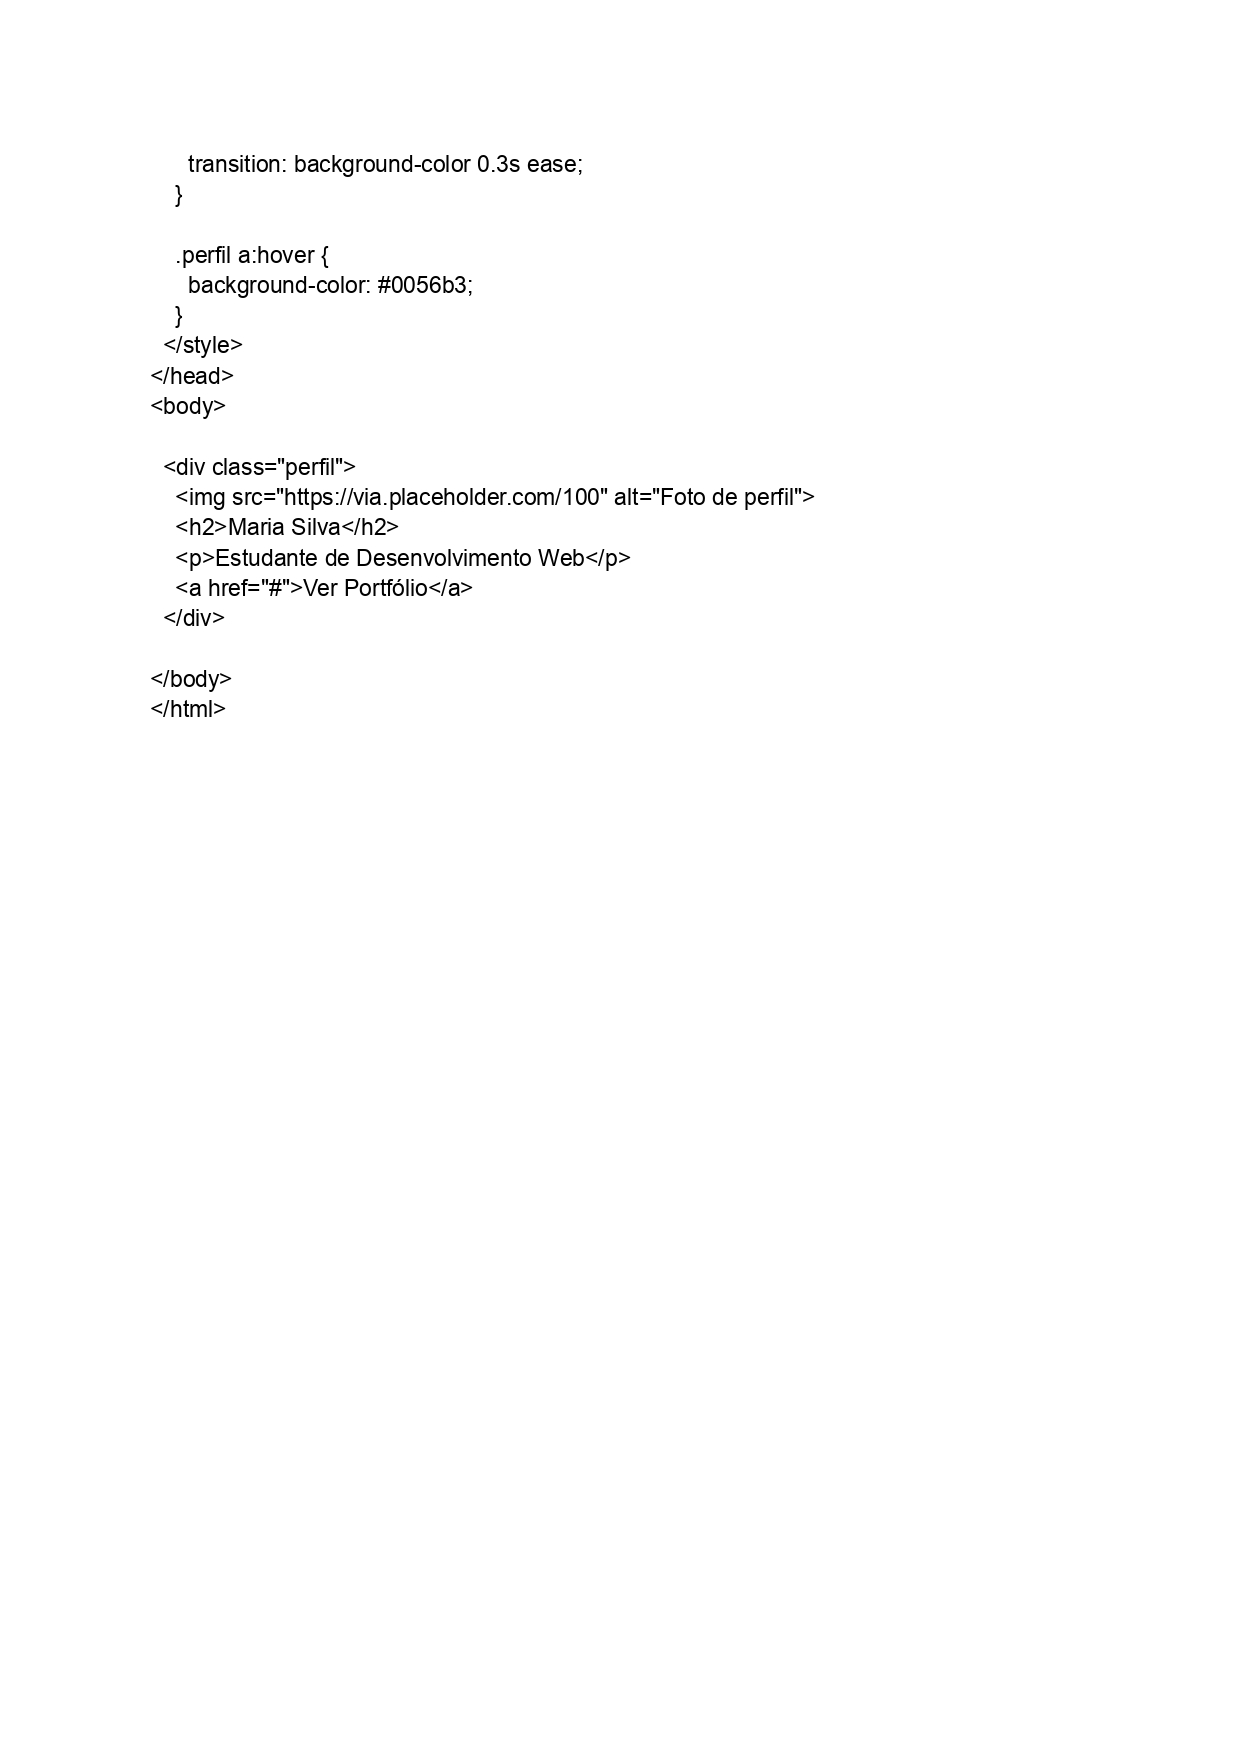 transition: background-color 0.3s ease;
}
.perfil a:hover {
background-color: #0056b3;
}
</style>
</head>
<body>
<div class="perfil">
<img src="https://via.placeholder.com/100" alt="Foto de perfil">
<h2>Maria Silva</h2>
<p>Estudante de Desenvolvimento Web</p>
<a href="#">Ver Portfólio</a>
</div>
</body>
</html>